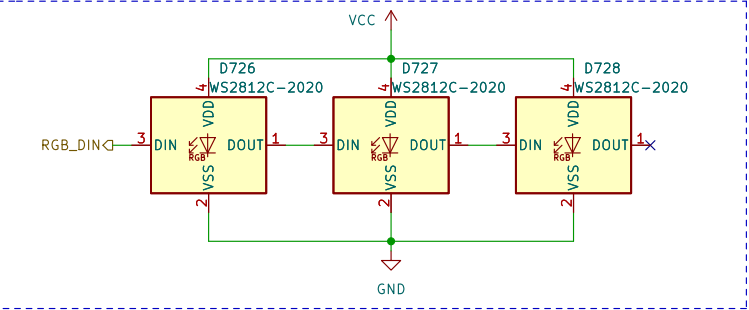 VCC
D726
D727
D728
WS2812C-2020
WS2812C-2020
WS2812C-2020
4
4
4
VDD
VDD
VDD
RGB_DIN
3
DIN
DOUT
1
3
DIN
DOUT
1
3
DIN
DOUT
1
RGB
RGB
RGB
VSS
VSS
VSS
2
2
2
GND